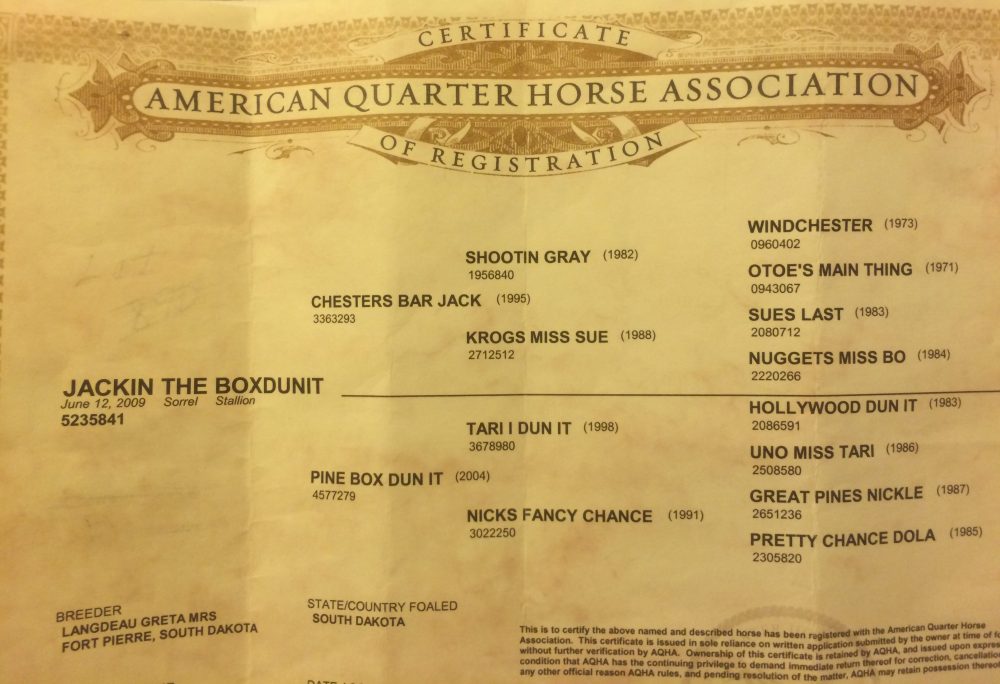 CERTIFICATE
AMERICAN QUARTER HORSE ASSOCIATION
OF REGISTRATION
WINDCHESTER (1973)
0960402
SHOOTIN GRAY (1982)
1956840
OTOE'S MAIN THING (1971)
0943067
CHESTERS BAR JACK (1995)
3363293
SUES LAST (1983)
2080712
KROGS MISS SUE (1988)
2712512
NUGGETS MISS BO (1984)
2220266
JACKIN THE BOXDUNIT
June 12, 2009 Sorrel Stallion
5235841
HOLLYWOOD DUN IT (1983)
2086591
TARI I DUN IT (1998)
3678980
UNO MISS TARI (1986)
2508580
PINE BOX DUN IT (2004)
4577279
GREAT PINES NICKLE (1987)
2651236
NICKS FANCY CHANCE (1991)
3022250
PRETTY CHANCE DOLA (1985)
2305820
BREEDER
LANGDEAU GRETA MRS
FORT PIERRE, SOUTH DAKOTA
STATE/COUNTRY FOALED
SOUTH DAKOTA
This is to certify the above named and described horse has been registered with the American Quarter Horse
Association. This certificate is issued in sole reliance on written application submitted by the owner at time of
without further verification by AQHA. Ownership of this certificate is retained by AQHA, and issued upon
condition that AQHA has the continuing privilege to demand immediate return thereof for correction,
any other official reason AQHA rules, and pending resolution of the matter, AQHA may retain possession